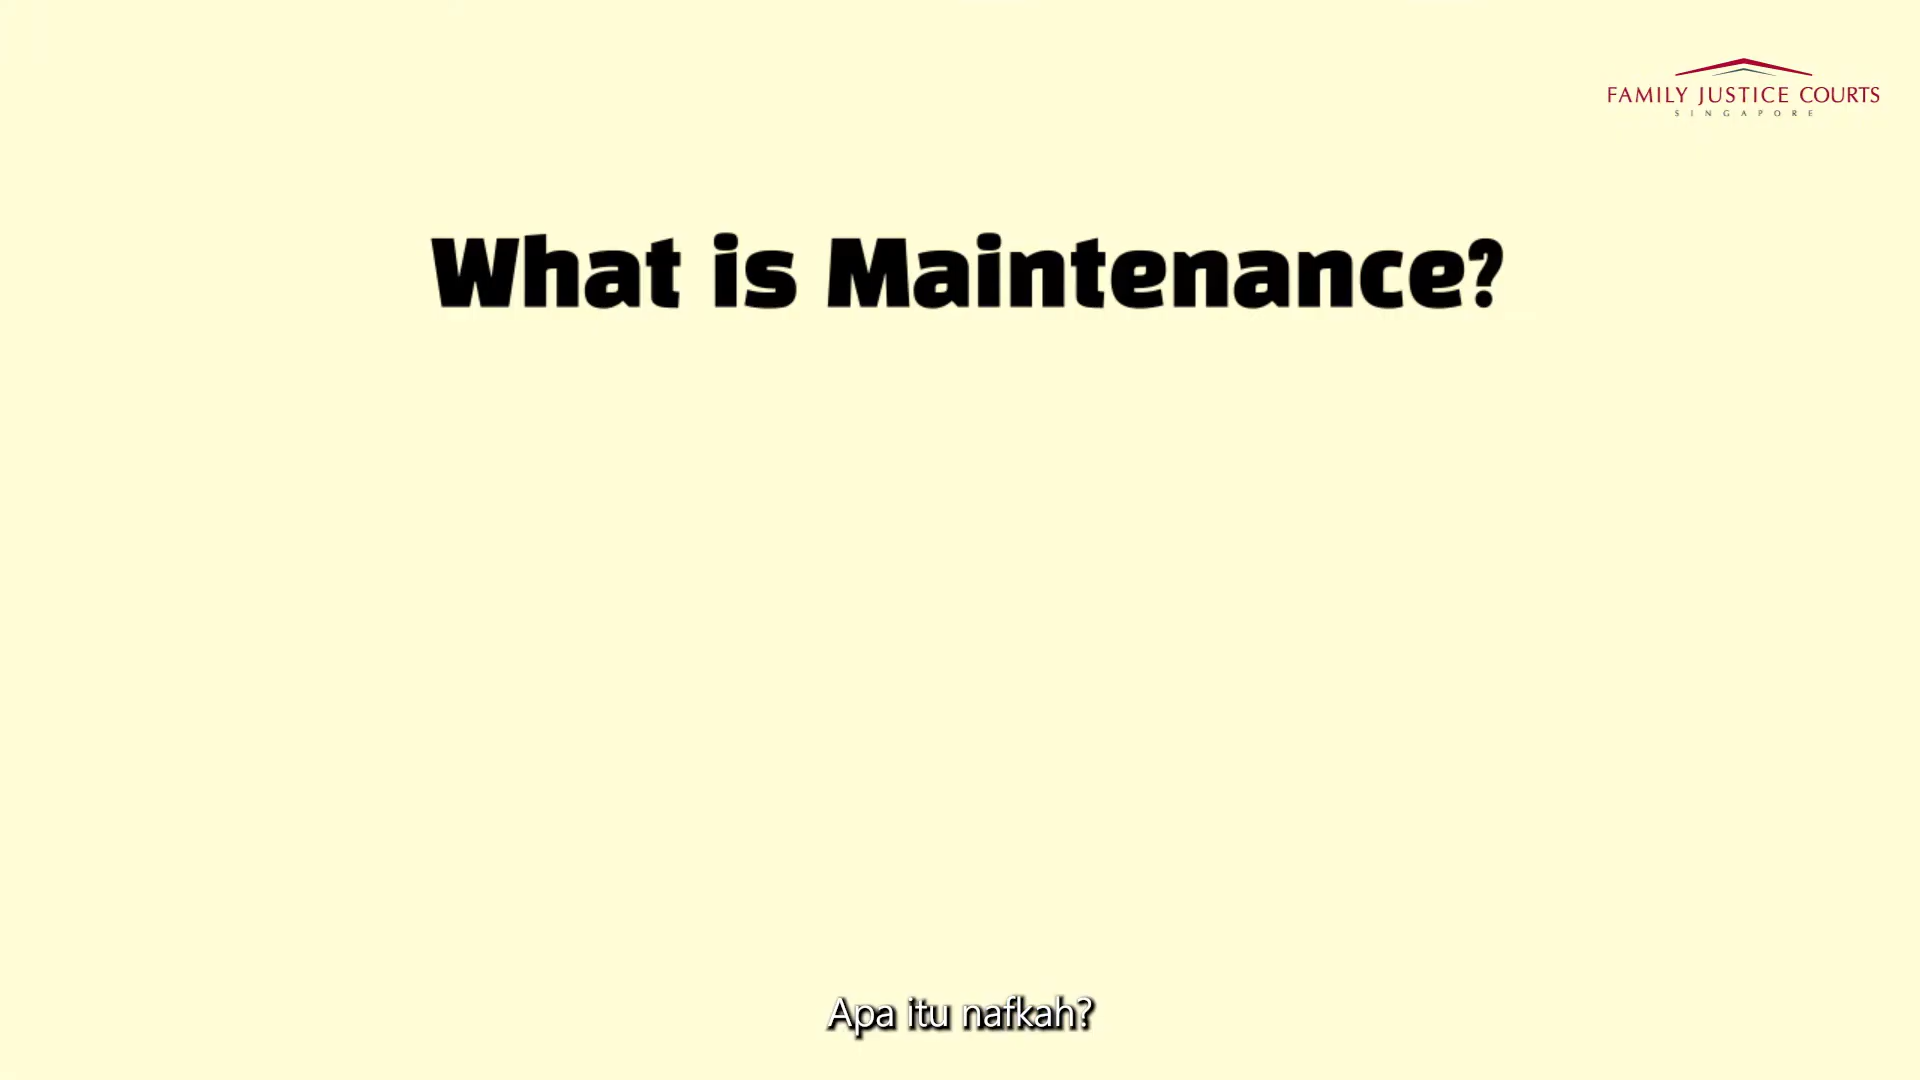 FAMILY JUSTICE COURTS
SINGAPORE
What is Maintenance?
Apa itu nafkah?